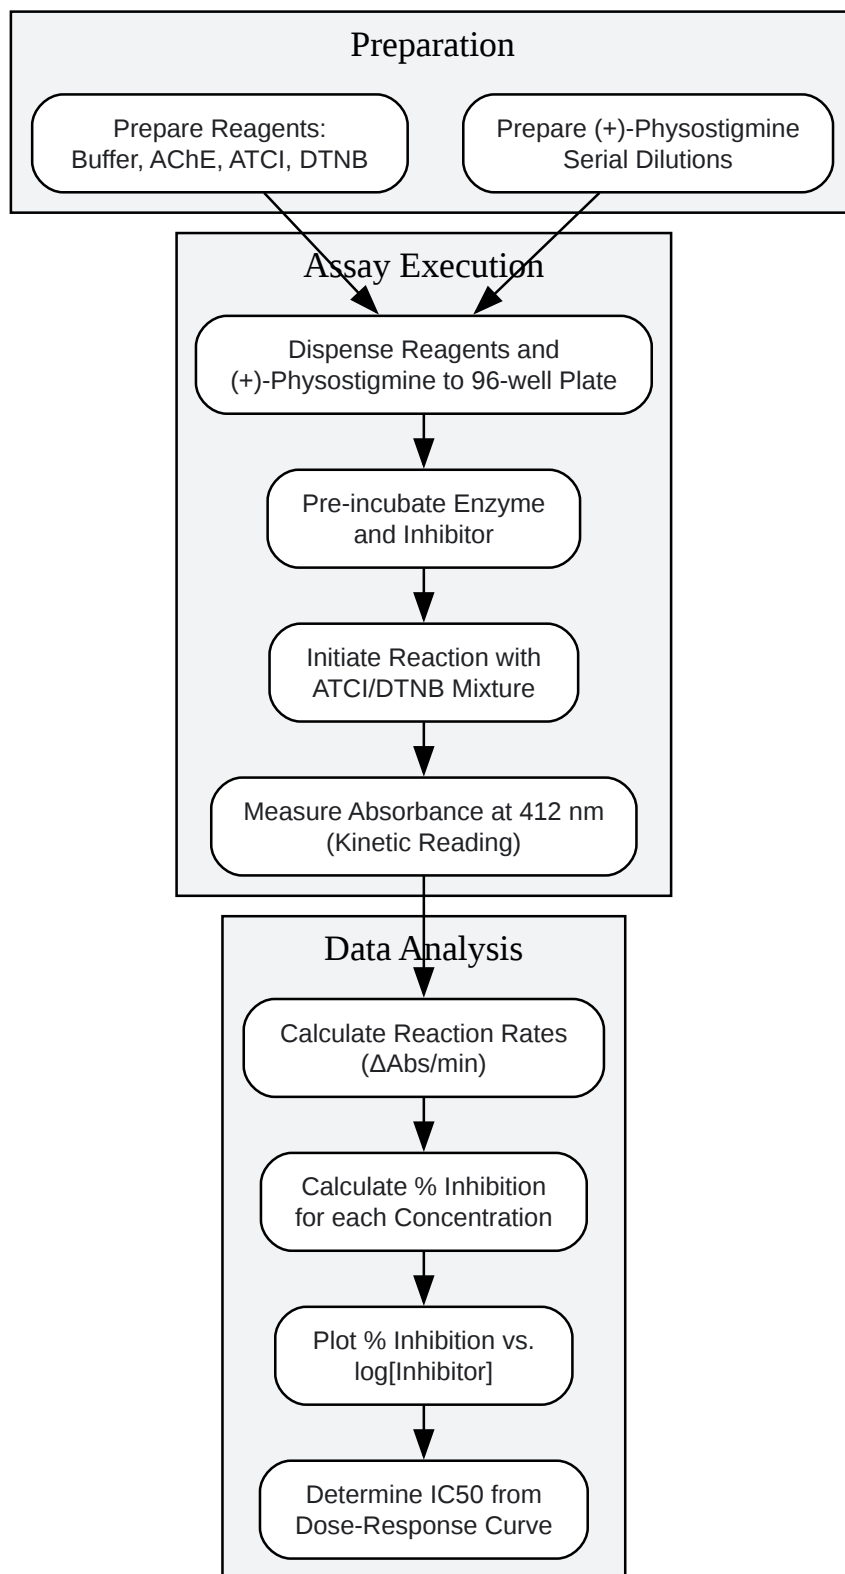 Preparation
Prepare Reagents:
Buffer, AChE, ATCI, DTNB
Prepare (+)-Physostigmine
Serial Dilutions
Assay Execution
Dispense Reagents and
(+)-Physostigmine to 96-well Plate
Pre-incubate Enzyme
and Inhibitor
Initiate Reaction with
ATCI/DTNB Mixture
Measure Absorbance at 412 nm
(Kinetic Reading)
Data Analysis
Calculate Reaction Rates
(ΔAbs/min)
Calculate % Inhibition
for each Concentration
Plot % Inhibition vs.
log[Inhibitor]
Determine IC50 from
Dose-Response Curve